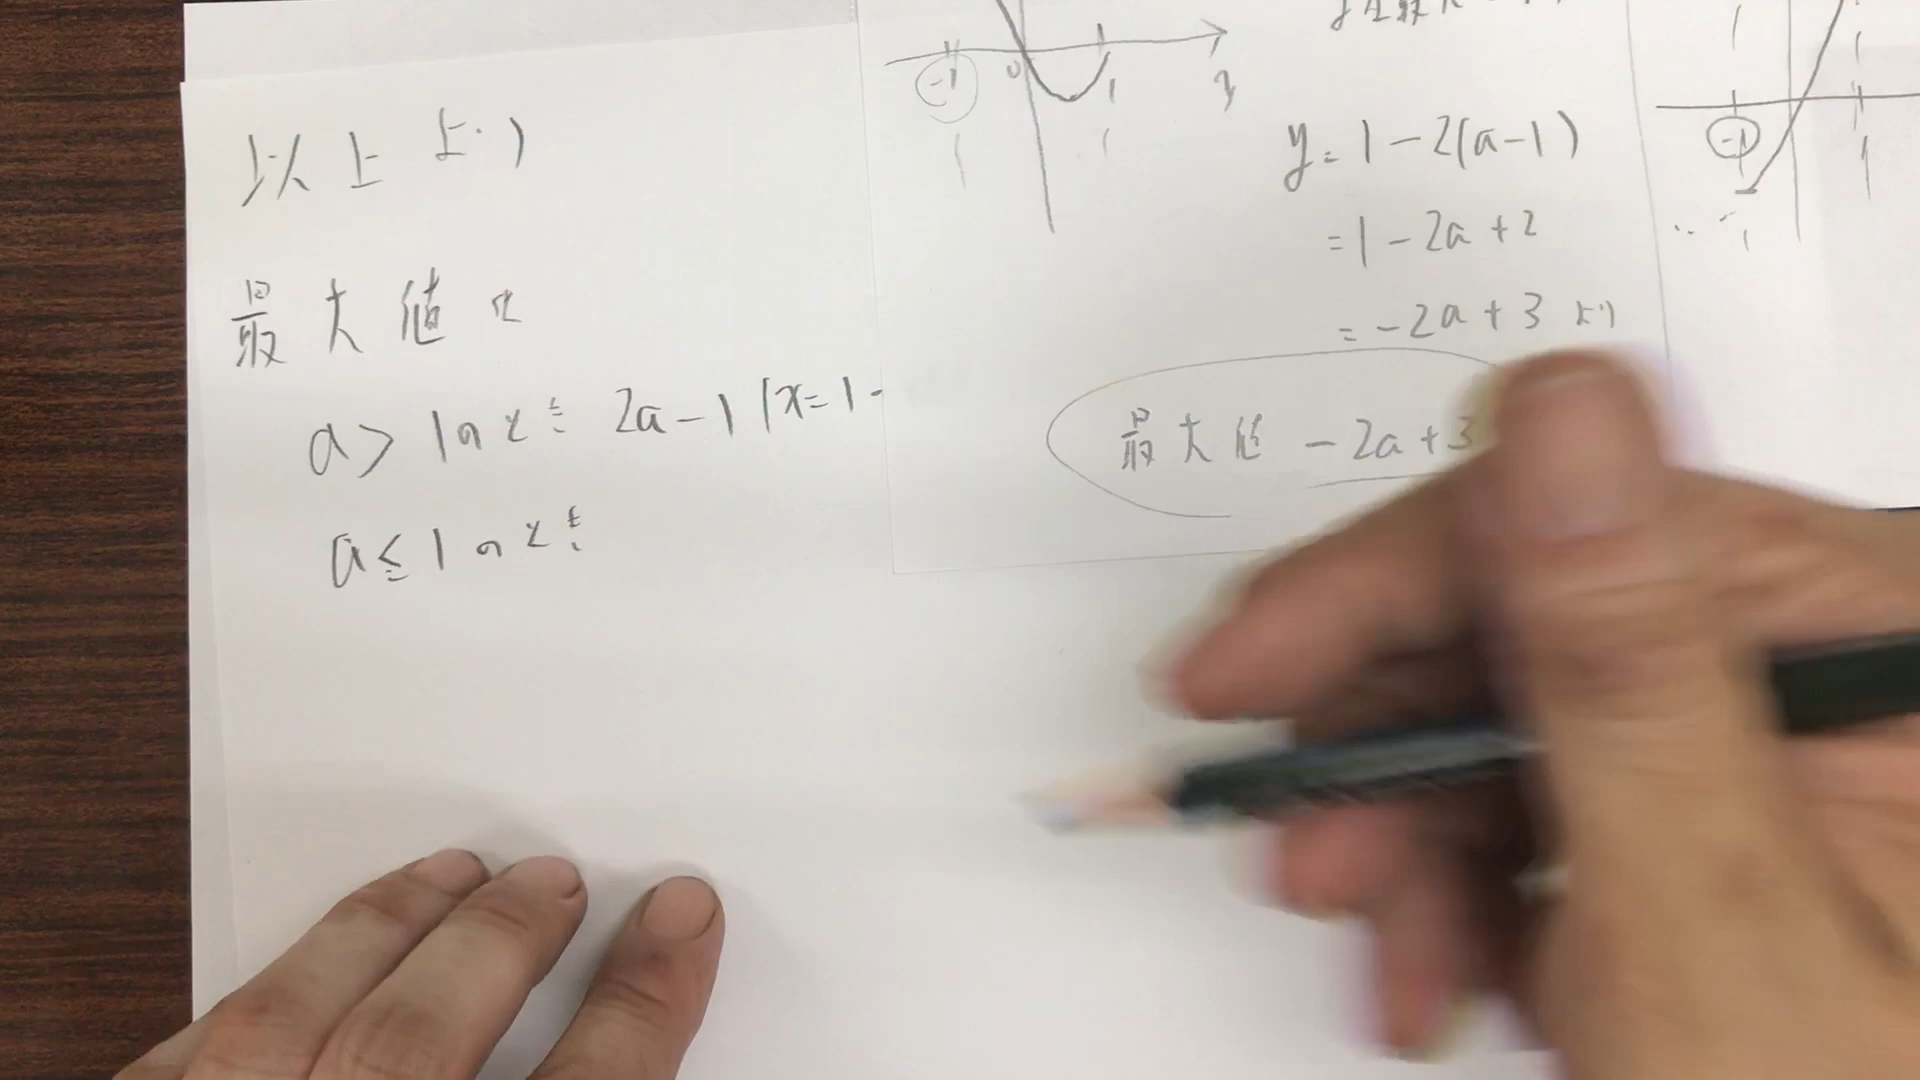 以上より
最大値は
a>1のとき 2a-1 (x=1
a≦1のとき
0
-1
1
y=1-2(a-1)
=1-2a+2
=-2a+3 より
最大値 -2a+3
-1